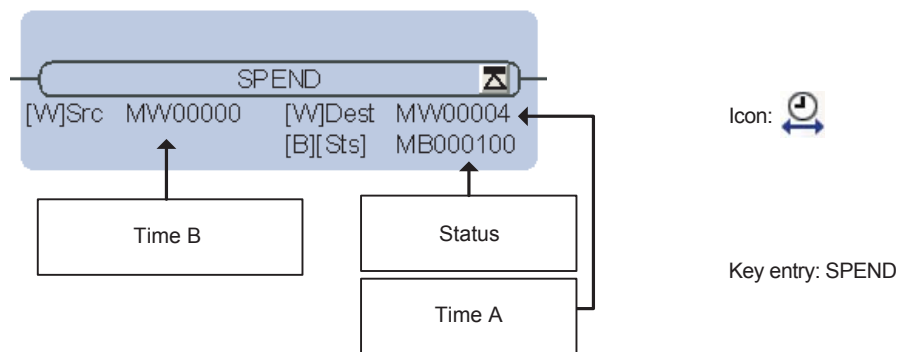 SPEND
[W]Src MW00000 [W]Dest MW00004
[B][Sts] MB000100
Icon:
Time B
Status
Time A
Key entry: SPEND